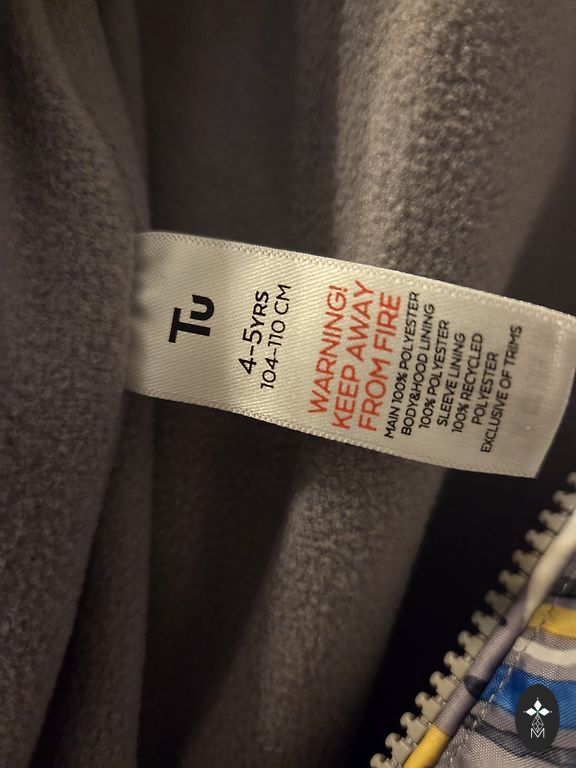 Tu
4-5YRS
104-110 CM
WARNING!
KEEP AWAY
FROM FIRE
MAIN 100% POLYESTER
BODY&HOOD LINING
100% POLYESTER
SLEEVE LINING
100% RECYCLED
POLYESTER
EXCLUSIVE OF TRIMS
M